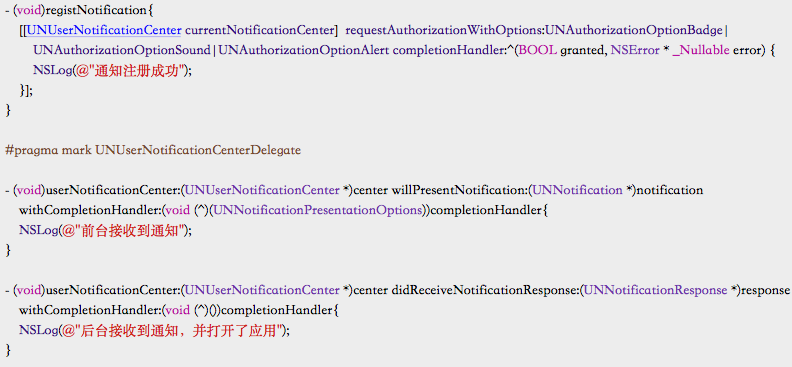 - (void)registNotification{
[[UNUserNotificationCenter currentNotificationCenter] requestAuthorizationWithOptions:UNAuthorizationOptionBadge|
UNAuthorizationOptionSound|UNAuthorizationOptionAlert completionHandler:^(BOOL granted, NSError * _Nullable error) {
NSLog(@"通知注册成功");
}];
}
#pragma mark UNUserNotificationCenterDelegate
- (void)userNotificationCenter:(UNUserNotificationCenter *)center willPresentNotification:(UNNotification *)notification
withCompletionHandler:(void (^)(UNNotificationPresentationOptions))completionHandler{
NSLog(@"前台接收到通知");
}
- (void)userNotificationCenter:(UNUserNotificationCenter *)center didReceiveNotificationResponse:(UNNotificationResponse *)response
withCompletionHandler:(void (^)())completionHandler{
NSLog(@"后台接收到通知，并打开了应用");
}